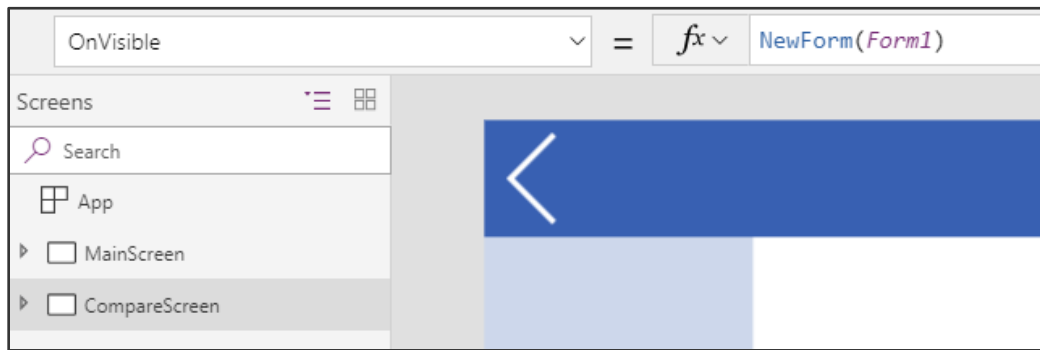 OnVisible = fx NewForm(Form1)
Screens
Search
App
MainScreen
CompareScreen